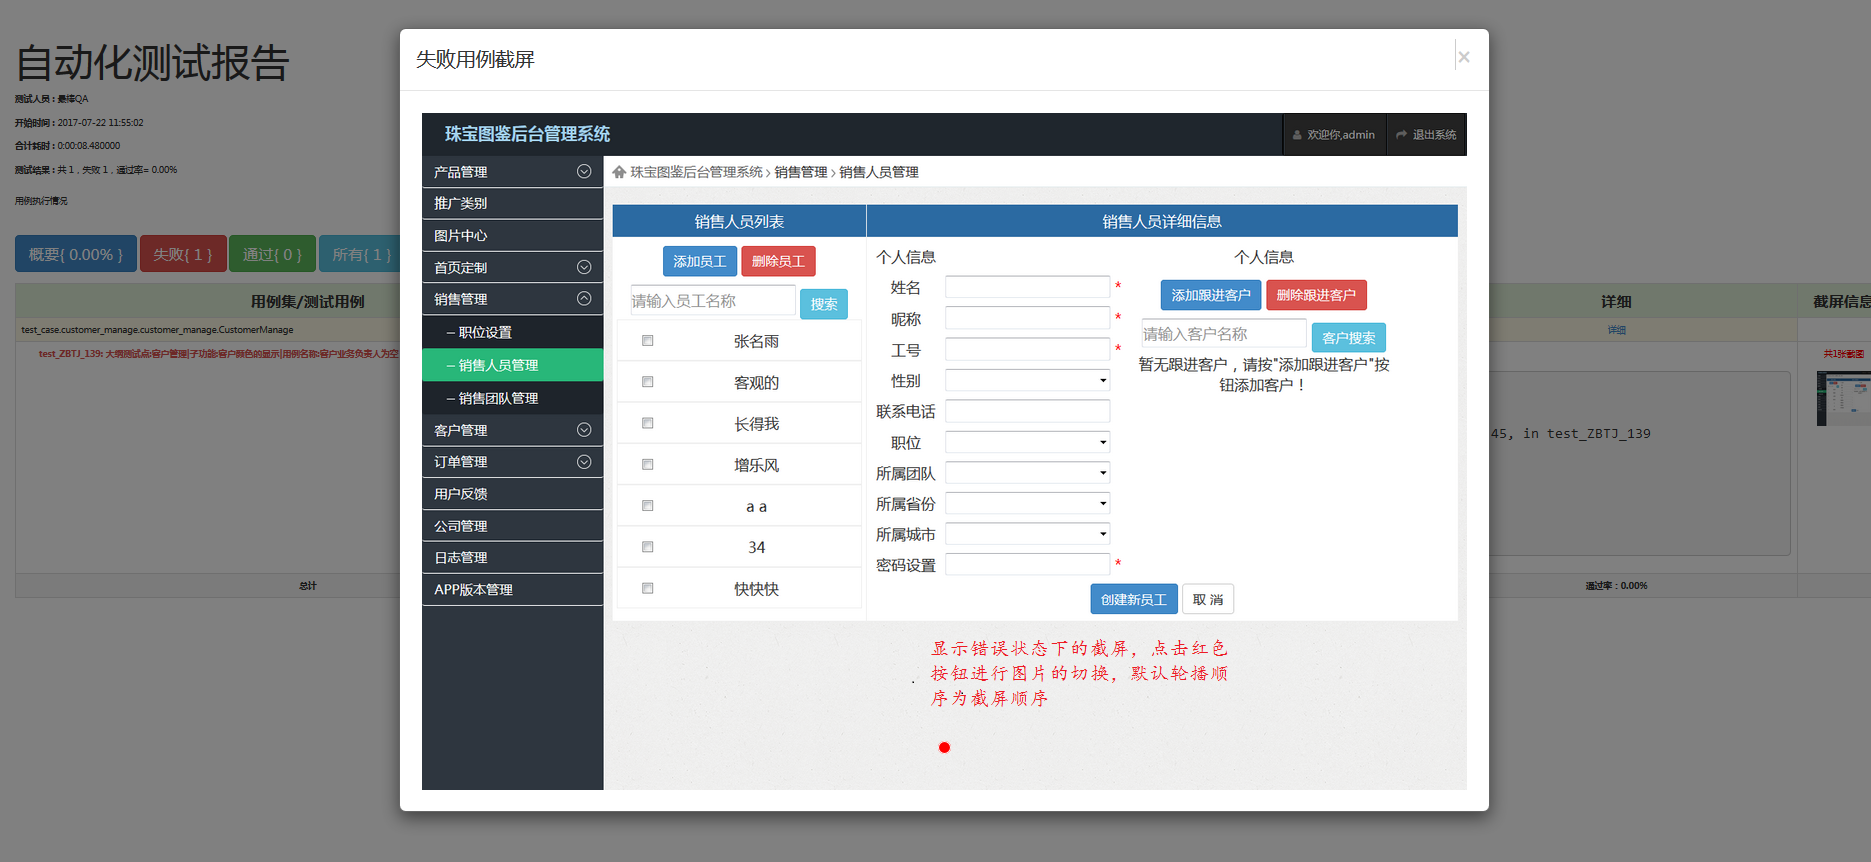 自动化测试报告
测试人员 : 最棒QA
开始时间 : 2017-07-22 11:55:02
合计耗时 : 0:00:08.480000
测试结果 : 共 1，失败 1，通过率= 0.00%
用例执行情况
概要{ 0.00% }
失败{ 1 }
通过{ 0 }
所有{ 1 }
用例集/测试用例
test_case.customer_manage.customer_manage.CustomerManage
test_ZBTJ_139: 大纲测试点:客户管理|子功能:客户颜色的显示|用例名称:客户业务负责人为空
总计
失败用例截屏
×
珠宝图鉴后台管理系统
欢迎你,admin
退出系统
产品管理
推广类别
图片中心
首页定制
销售管理
– 职位设置
– 销售人员管理
– 销售团队管理
客户管理
订单管理
用户反馈
公司管理
日志管理
APP版本管理
珠宝图鉴后台管理系统 › 销售管理 › 销售人员管理
销售人员列表
添加员工
删除员工
请输入员工名称
搜索
张名雨
客观的
长得我
增乐风
a a
34
快快快
销售人员详细信息
个人信息
姓名 *
昵称 *
工号 *
性别
联系电话
职位
所属团队
所属省份
所属城市
密码设置 *
个人信息
添加跟进客户
删除跟进客户
请输入客户名称
客户搜索
暂无跟进客户，请按"添加跟进客户"按
钮添加客户！
创建新员工
取 消
显示错误状态下的截屏，点击红色
按钮进行图片的切换，默认轮播顺
序为截屏顺序
详细
截屏信息
详细
共1张截图
45, in test_ZBTJ_139
通过率：0.00%